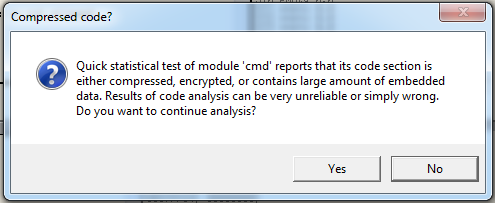 Compressed code?
Quick statistical test of module 'cmd' reports that its code section is
either compressed, encrypted, or contains large amount of embedded
data. Results of code analysis can be very unreliable or simply wrong.
Do you want to continue analysis?
Yes
No